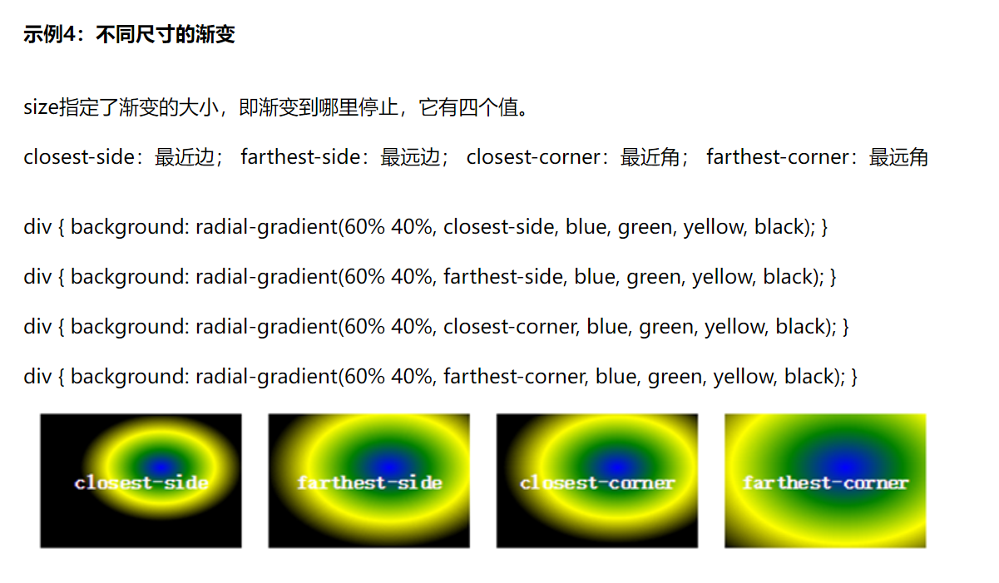 示例4：不同尺寸的渐变
size指定了渐变的大小，即渐变到哪里停止，它有四个值。
closest-side：最近边； farthest-side：最远边； closest-corner：最近角； farthest-corner：最远角
div { background: radial-gradient(60% 40%, closest-side, blue, green, yellow, black); }
div { background: radial-gradient(60% 40%, farthest-side, blue, green, yellow, black); }
div { background: radial-gradient(60% 40%, closest-corner, blue, green, yellow, black); }
div { background: radial-gradient(60% 40%, farthest-corner, blue, green, yellow, black); }
closest-side farthest-side closest-corner farthest-corner